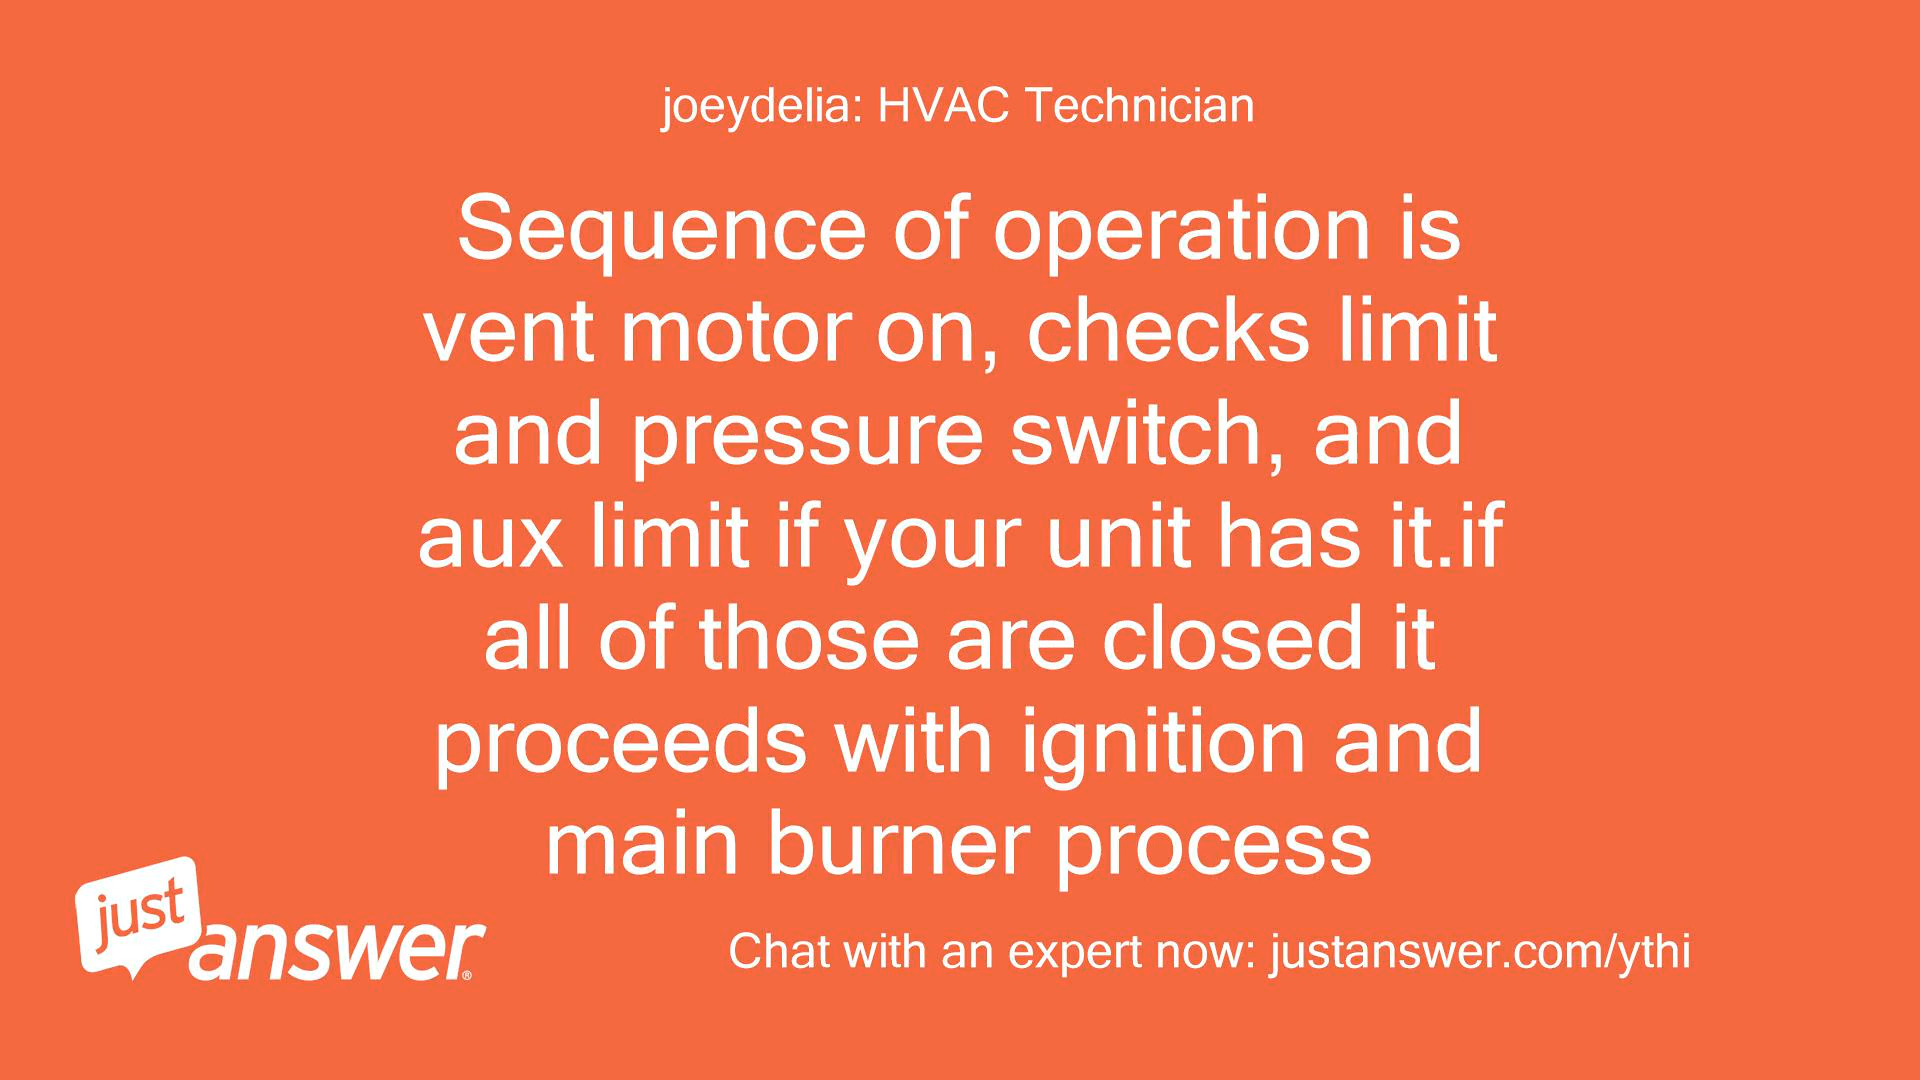 joeydelia: HVAC Technician
Sequence of operation is
vent motor on, checks limit
and pressure switch, and
aux limit if your unit has it.if
all of those are closed it
proceeds with ignition and
main burner process
just
answer®
Chat with an expert now: justanswer.com/ythi